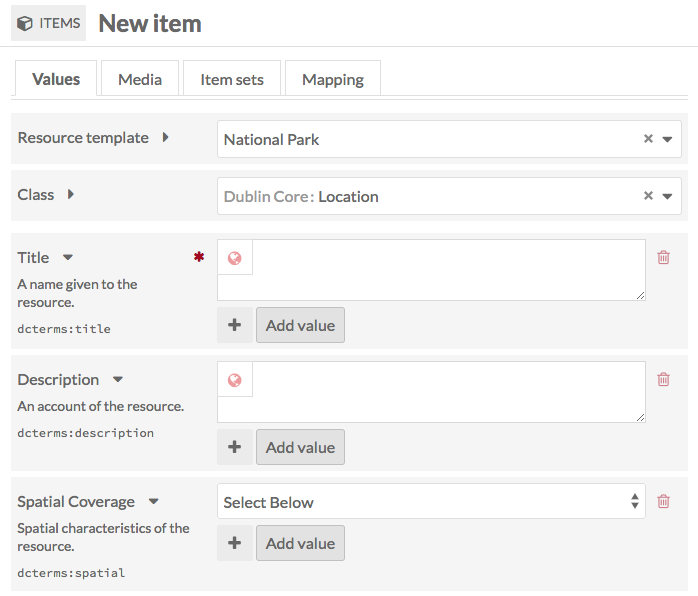 ITEMS New item
Values Media Item sets Mapping
Resource template National Park
Class Dublin Core: Location
Title
A name given to the
resource.
dcterms:title
Add value
Description
An account of the resource.
dcterms:description
Add value
Spatial Coverage Select Below
Spatial characteristics of the
resource.
Add value
dcterms:spatial